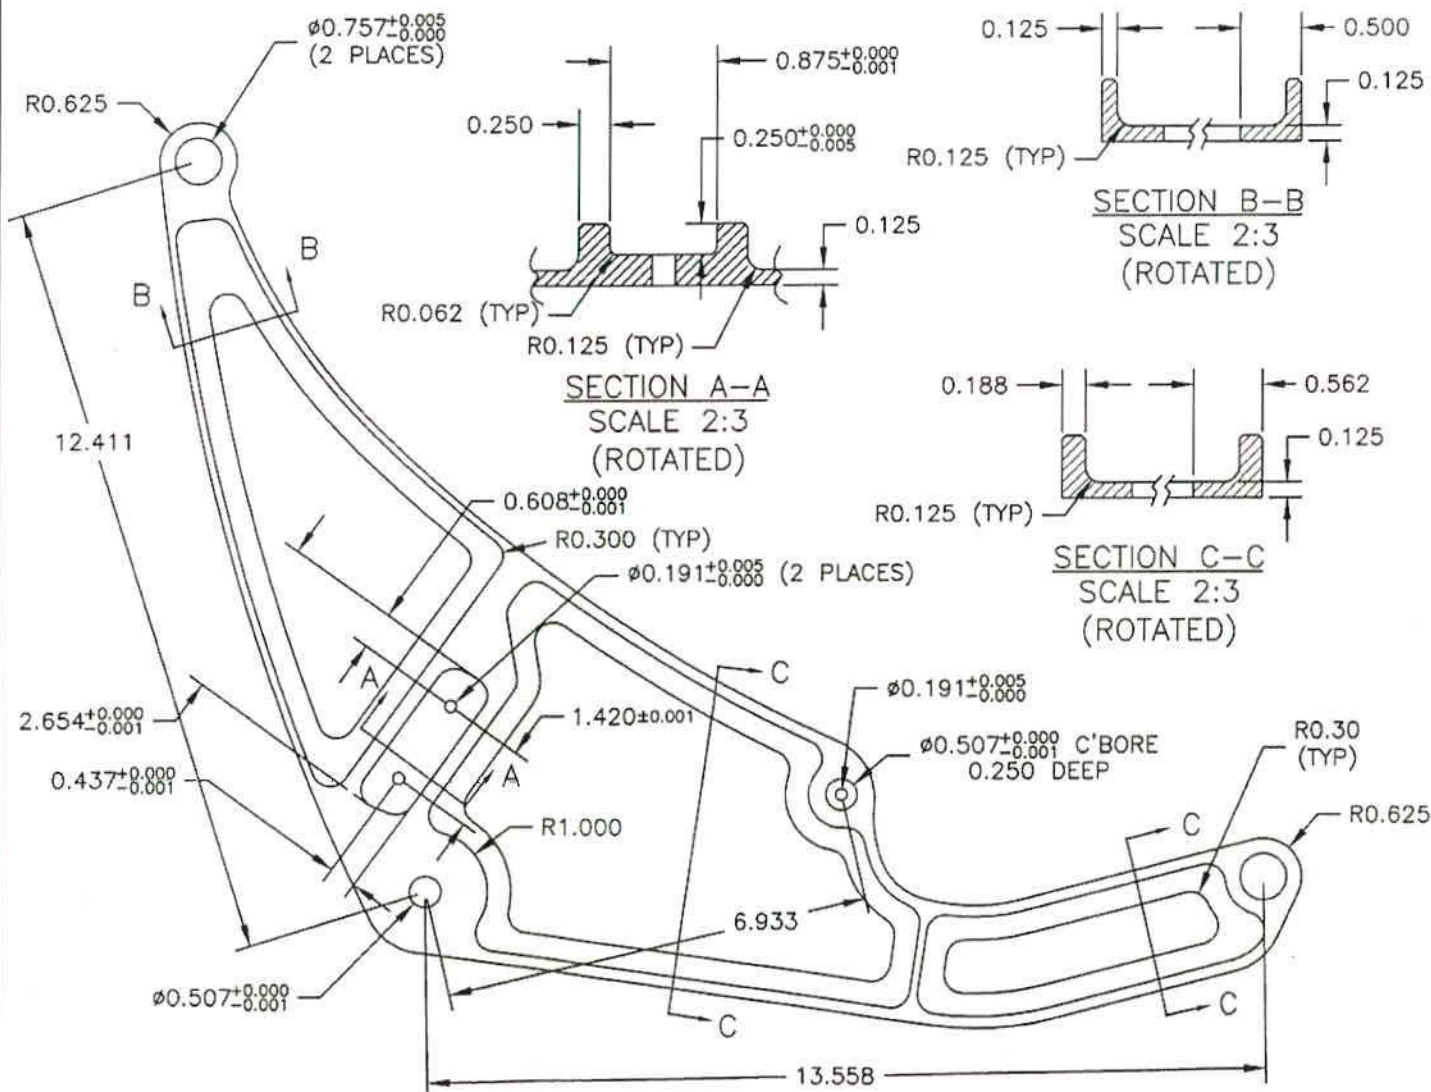 ø0.757+0.005
-0.000
(2 PLACES)
R0.625
0.875+0.000
-0.001
0.250
0.250+0.000
-0.005
0.125
R0.062 (TYP)
R0.125 (TYP)
SECTION A-A
SCALE 2:3
(ROTATED)
0.125
0.500
0.125
R0.125 (TYP)
SECTION B-B
SCALE 2:3
(ROTATED)
0.188
0.562
0.125
R0.125 (TYP)
SECTION C-C
SCALE 2:3
(ROTATED)
B
B
12.411
0.608+0.000
-0.001
R0.300 (TYP)
ø0.191+0.005
-0.000 (2 PLACES)
A
2.654+0.000
-0.001
1.420±0.001
A
0.437+0.000
-0.001
R1.000
C
ø0.191+0.005
-0.000
ø0.507+0.000
-0.001 C'BORE
0.250 DEEP
R0.30
(TYP)
R0.625
C
6.933
ø0.507+0.000
-0.001
C
C
13.558